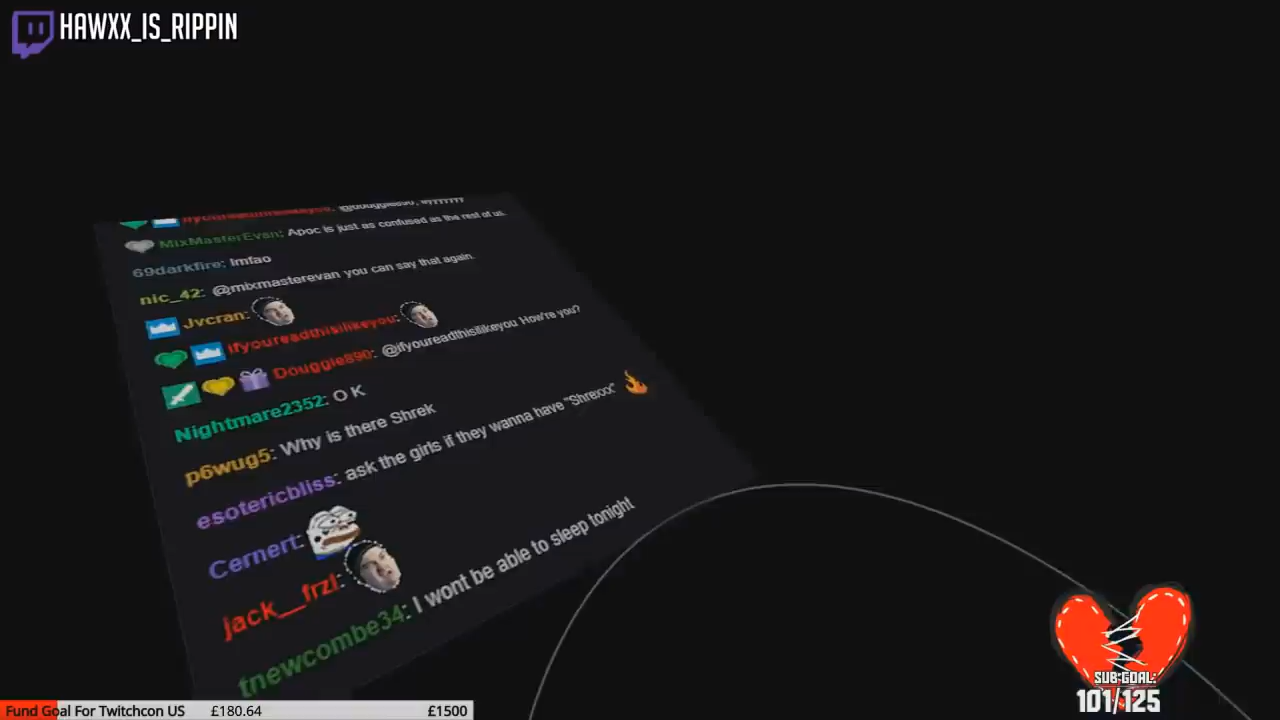 HAWXX_IS_RIPPIN
ifyoureadthisilikeyou: @douggie890,
MixMasterEvan: Apoc is just as confused as the rest of us.
69darkfire: lmfao
nic_42: @mixmasterevan you can say that again.
Jvcran:
ifyoureadthisilikeyou:
Douggie890: @ifyoureadthisilikeyou How're you?
Nightmare2352: O K
p6wug5: Why is there Shrek
esotericbliss: ask the girls if they wanna have "Shrexxx"
Cernert:
jack__frzl:
tnewcombe34: I wont be able to sleep tonight
SUB GOAL:
101/125
Fund Goal For Twitchcon US £180.64 £1500